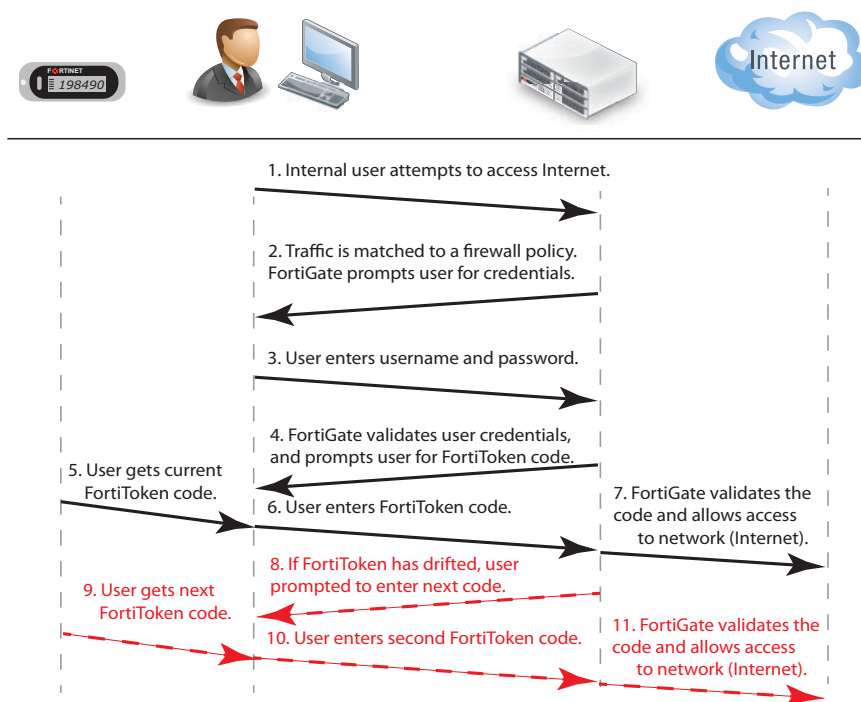 FORTINET
198490
Internet
1. Internal user attempts to access Internet.
2. Traffic is matched to a firewall policy.
FortiGate prompts user for credentials.
3. User enters username and password.
4. FortiGate validates user credentials,
and prompts user for FortiToken code.
5. User gets current
FortiToken code.
6. User enters FortiToken code.
7. FortiGate validates the
code and allows access
to network (Internet).
8. If FortiToken has drifted, user
prompted to enter next code.
9. User gets next
FortiToken code.
10. User enters second FortiToken code.
11. FortiGate validates the
code and allows access
to network (Internet).